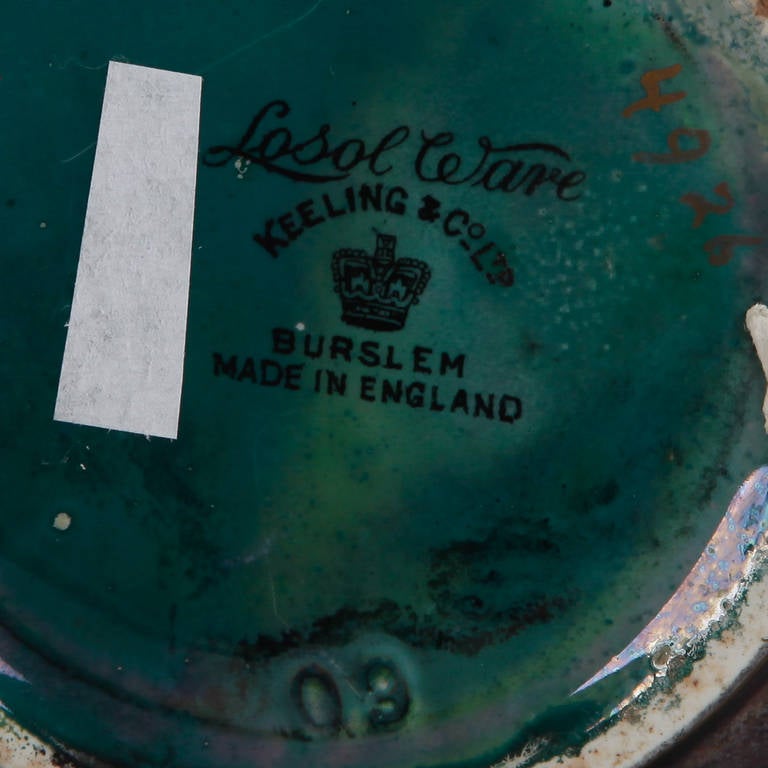 Losol Ware
KEELING & Co. LTD
BURSLEM
MADE IN ENGLAND
4926
03